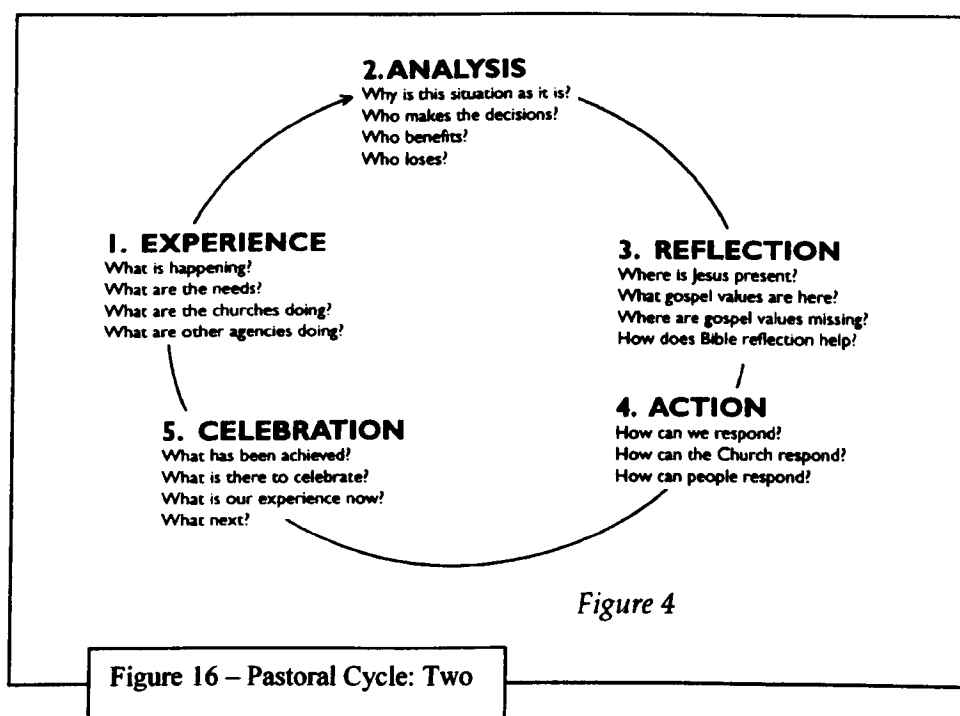 2. ANALYSIS
Why is this situation as it is?
Who makes the decisions?
Who benefits?
Who loses?
1. EXPERIENCE
What is happening?
What are the needs?
What are the churches doing?
What are other agencies doing?
3. REFLECTION
Where is Jesus present?
What gospel values are here?
Where are gospel values missing?
How does Bible reflection help?
4. ACTION
How can we respond?
How can the Church respond?
How can people respond?
5. CELEBRATION
What has been achieved?
What is there to celebrate?
What is our experience now?
What next?
Figure 4
Figure 16 – Pastoral Cycle: Two